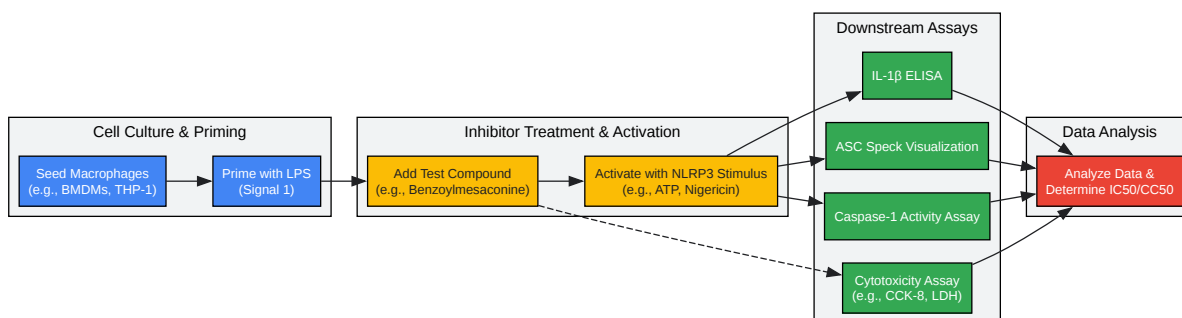 Cell Culture & Priming
Seed Macrophages
(e.g., BMDMs, THP-1)
Prime with LPS
(Signal 1)
Inhibitor Treatment & Activation
Add Test Compound
(e.g., Benzoylmesaconine)
Activate with NLRP3 Stimulus
(e.g., ATP, Nigericin)
Downstream Assays
IL-1β ELISA
ASC Speck Visualization
Caspase-1 Activity Assay
Cytotoxicity Assay
(e.g., CCK-8, LDH)
Data Analysis
Analyze Data &
Determine IC50/CC50